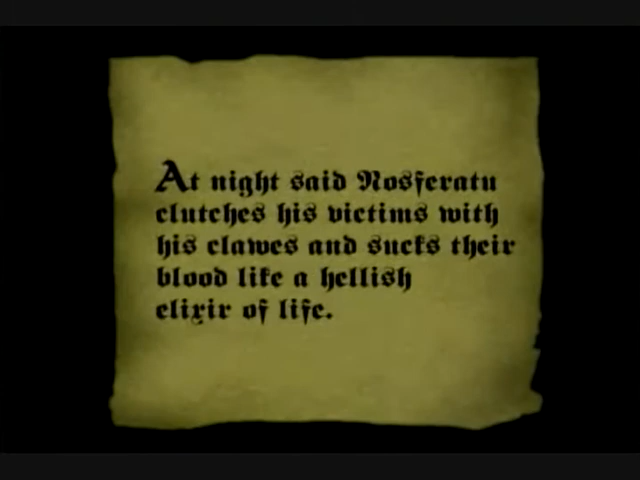 At night said Nosferatu
clutches his victims with
his clawes and sucks their
blood like a hellish
elixir of life.